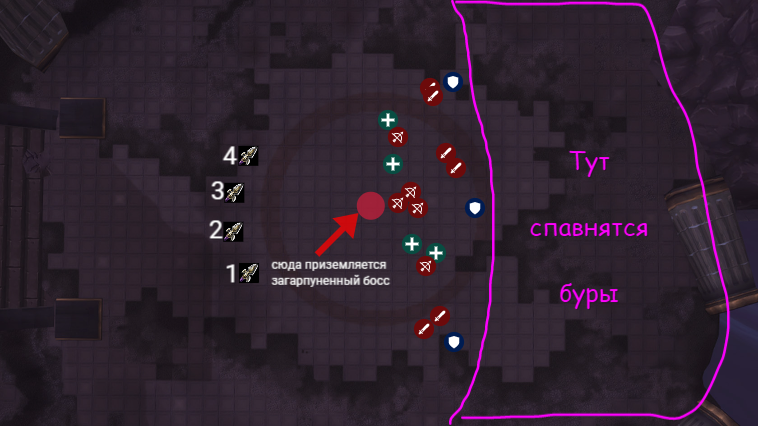 4
3
2
1
сюда приземляется
загарпуненный босс
Тут
спавнятся
буры